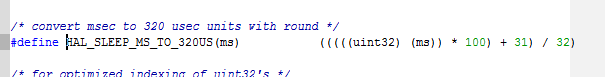 /* convert msec to 320 usec units with round */
#define HAL_SLEEP_MS_TO_320US(ms) (((((uint32) (ms)) * 100) + 31) / 32)
/* for optimized indexing of uint32's */